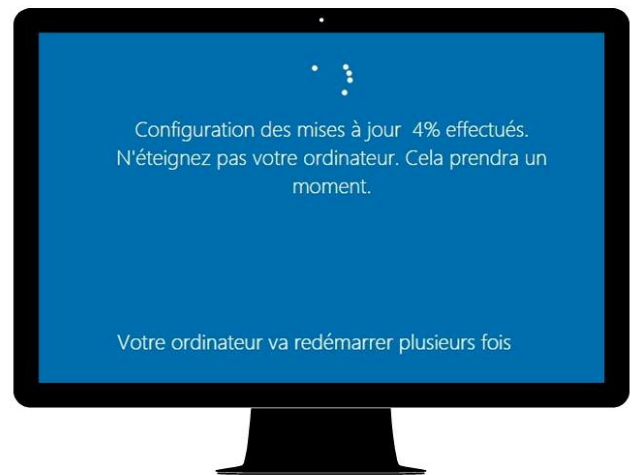 Configuration des mises à jour  4% effectués.
N'éteignez pas votre ordinateur. Cela prendra un
moment.
Votre ordinateur va redémarrer plusieurs fois